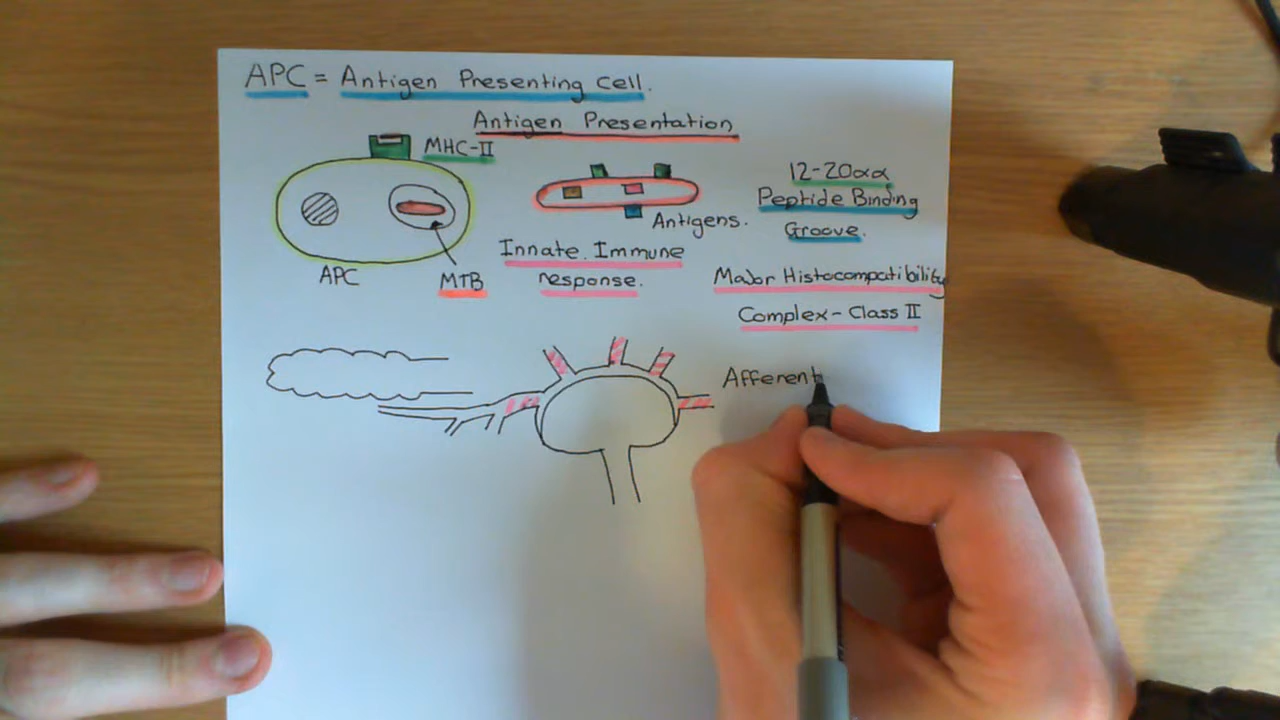 APC = Antigen Presenting Cell.
Antigen Presentation
MHC-II
12-20αα
Peptide Binding
Groove.
Antigens.
Innate Immune
response.
APC
MTB
Major Histocompatibility
Complex - Class II
Afferent